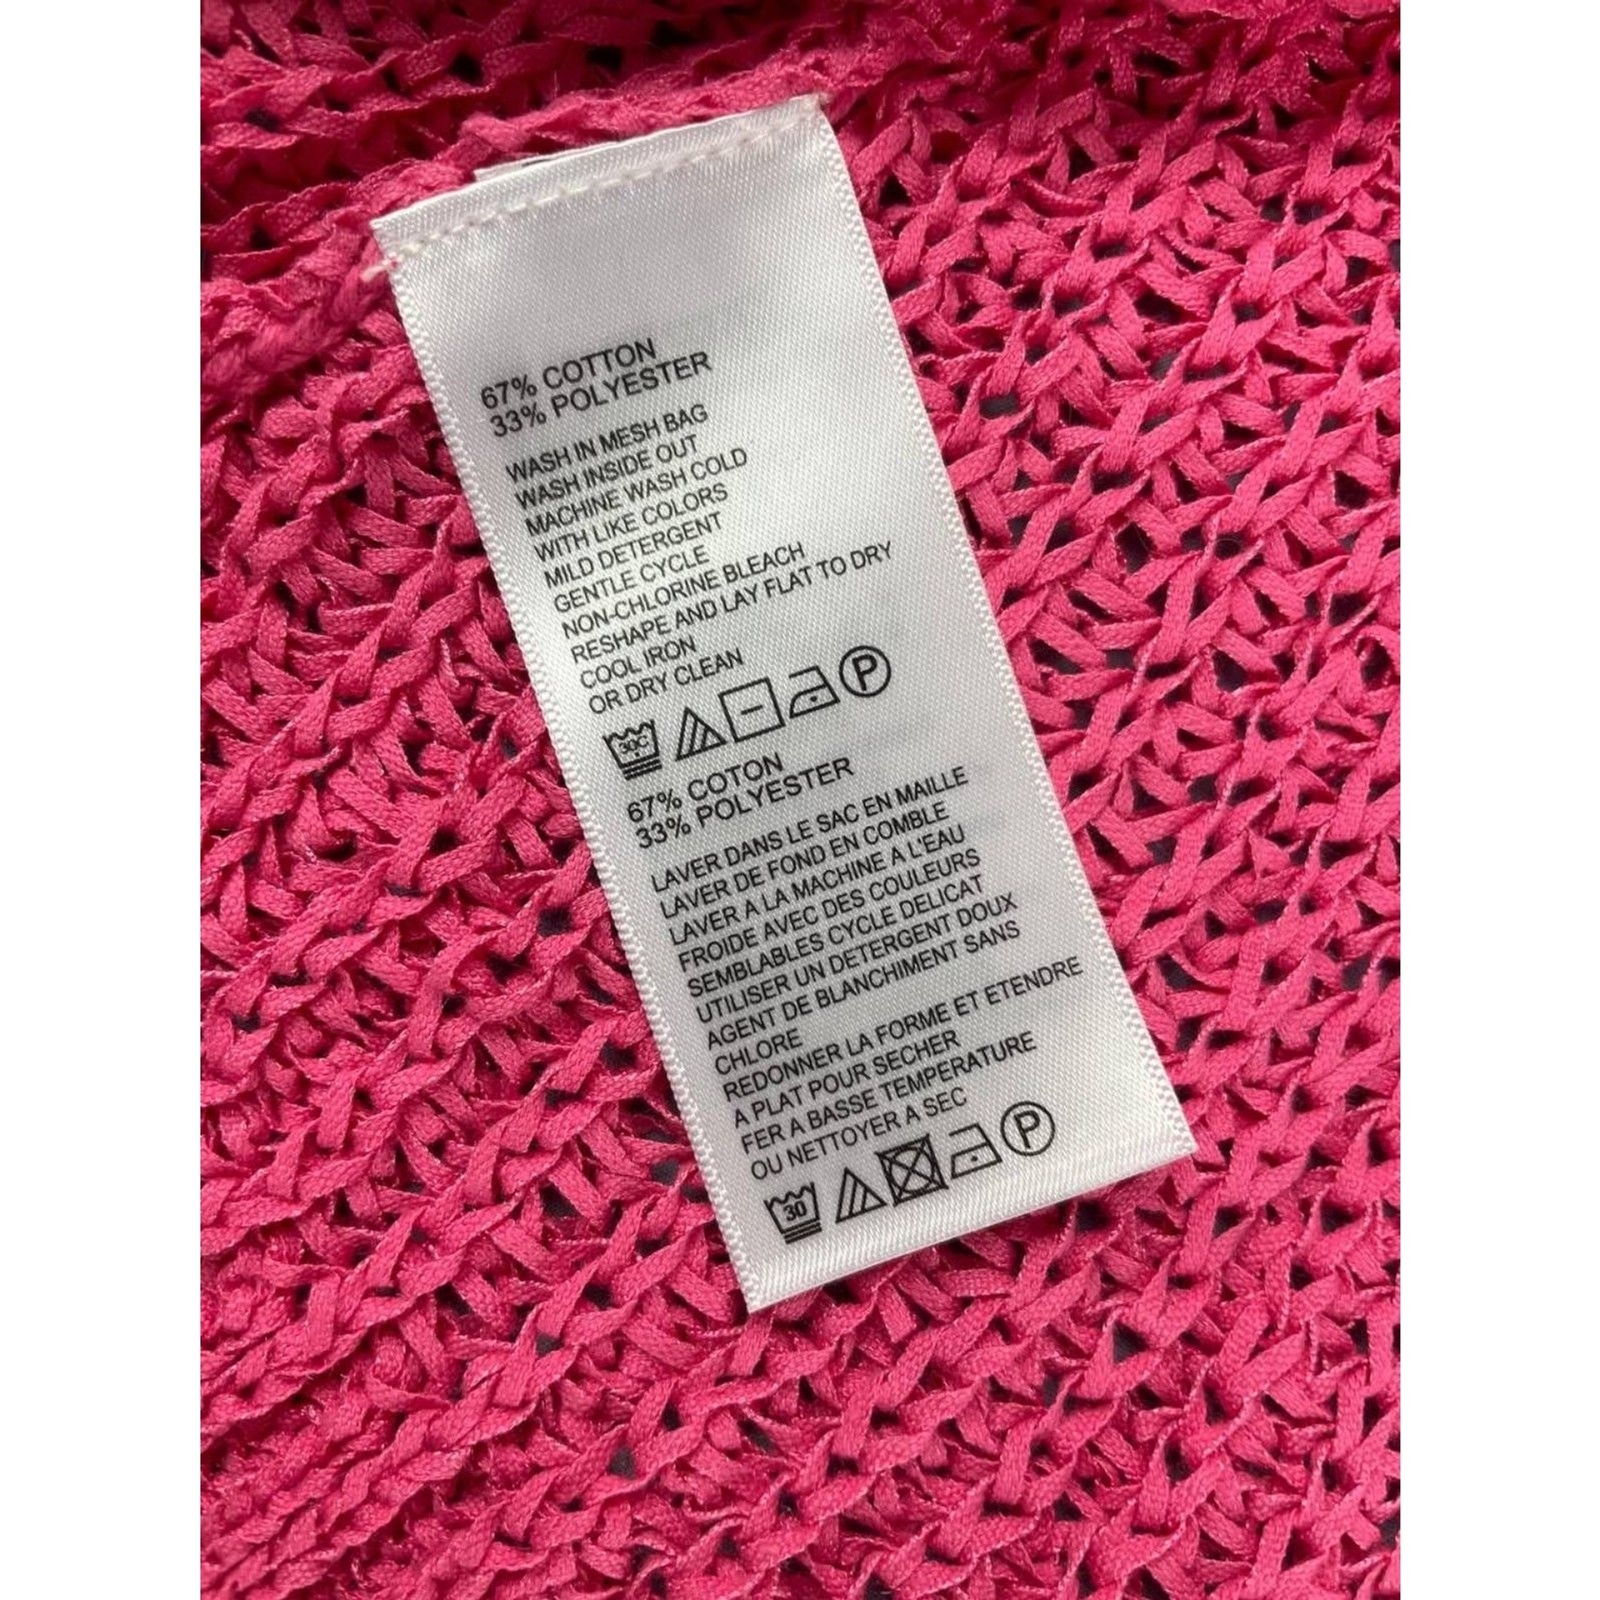 67% COTTON
33% POLYESTER
WASH IN MESH BAG
WASH INSIDE OUT
MACHINE WASH COLD
WITH LIKE COLORS
MILD DETERGENT
GENTLE CYCLE
NON-CHLORINE BLEACH
RESHAPE AND LAY FLAT TO DRY
COOL IRON
OR DRY CLEAN
30C P
67% COTON
33% POLYESTER
LAVER DANS LE SAC EN MAILLE
LAVER DE FOND EN COMBLE
LAVER A LA MACHINE A L'EAU
FROIDE AVEC DES COULEURS
SEMBLABLES CYCLE DELICAT
UTILISER UN DETERGENT DOUX
AGENT DE BLANCHIMENT SANS
CHLORE
REDONNER LA FORME ET ETENDRE
A PLAT POUR SECHER
FER A BASSE TEMPERATURE
OU NETTOYER A SEC
30 P